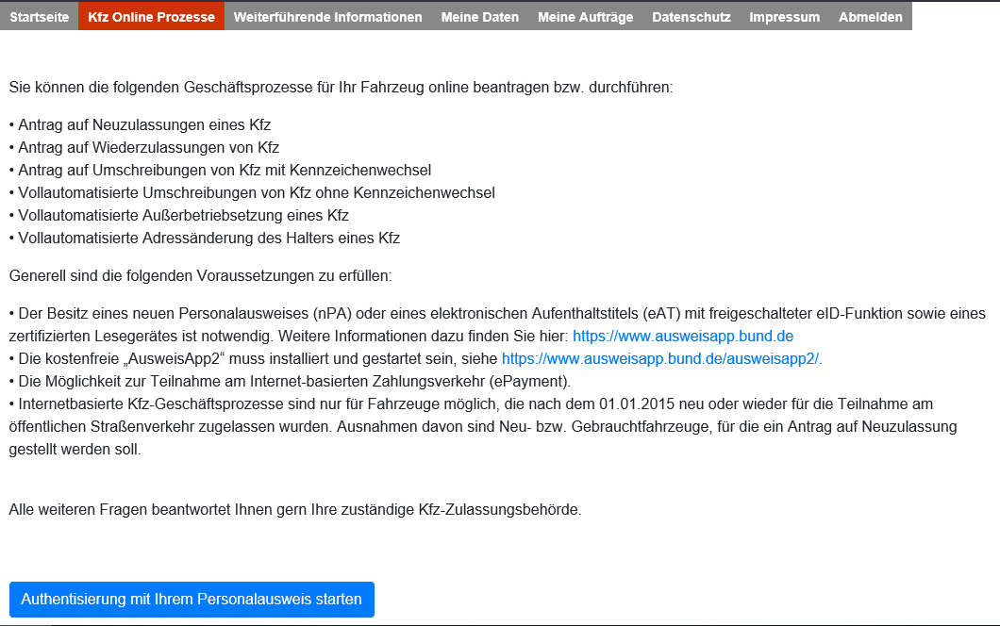 Startseite Kfz Online Prozesse Weiterführende Informationen Meine Daten Meine Aufträge Datenschutz Impressum Abmelden
Sie können die folgenden Geschäftsprozesse für Ihr Fahrzeug online beantragen bzw. durchführen:
• Antrag auf Neuzulassungen eines Kfz
• Antrag auf Wiederzulassungen von Kfz
• Antrag auf Umschreibungen von Kfz mit Kennzeichenwechsel
• Vollautomatisierte Umschreibungen von Kfz ohne Kennzeichenwechsel
• Vollautomatisierte Außerbetriebsetzung eines Kfz
• Vollautomatisierte Adressänderung des Halters eines Kfz
Generell sind die folgenden Voraussetzungen zu erfüllen:
• Der Besitz eines neuen Personalausweises (nPA) oder eines elektronischen Aufenthaltstitels (eAT) mit freigeschalteter eID-Funktion sowie eines
zertifizierten Lesegerätes ist notwendig. Weitere Informationen dazu finden Sie hier: https://www.ausweisapp.bund.de
• Die kostenfreie „AusweisApp2“ muss installiert und gestartet sein, siehe https://www.ausweisapp.bund.de/ausweisapp2/.
• Die Möglichkeit zur Teilnahme am Internet-basierten Zahlungsverkehr (ePayment).
• Internetbasierte Kfz-Geschäftsprozesse sind nur für Fahrzeuge möglich, die nach dem 01.01.2015 neu oder wieder für die Teilnahme am
öffentlichen Straßenverkehr zugelassen wurden. Ausnahmen davon sind Neu- bzw. Gebrauchtfahrzeuge, für die ein Antrag auf Neuzulassung
gestellt werden soll.
Alle weiteren Fragen beantwortet Ihnen gern Ihre zuständige Kfz-Zulassungsbehörde.
Authentisierung mit Ihrem Personalausweis starten